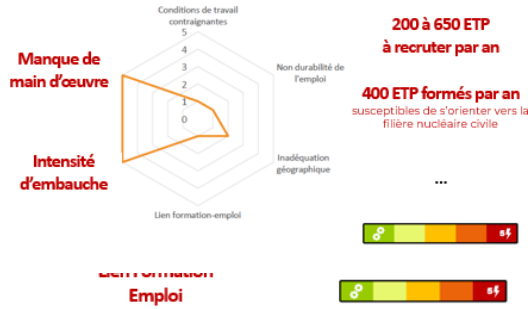 Conditions de travail
contraignantes
5
4
3
2
1
0
Manque de
main d'œuvre
Non durabilité de
l'emploi
Intensité
d'embauche
Inadéquation
géographique
Lien formation-emploi
200 à 650 ETP
à recruter par an
400 ETP formés par an
susceptibles de s'orienter vers la
filière nucléaire civile
...
Lien Formation
Emploi